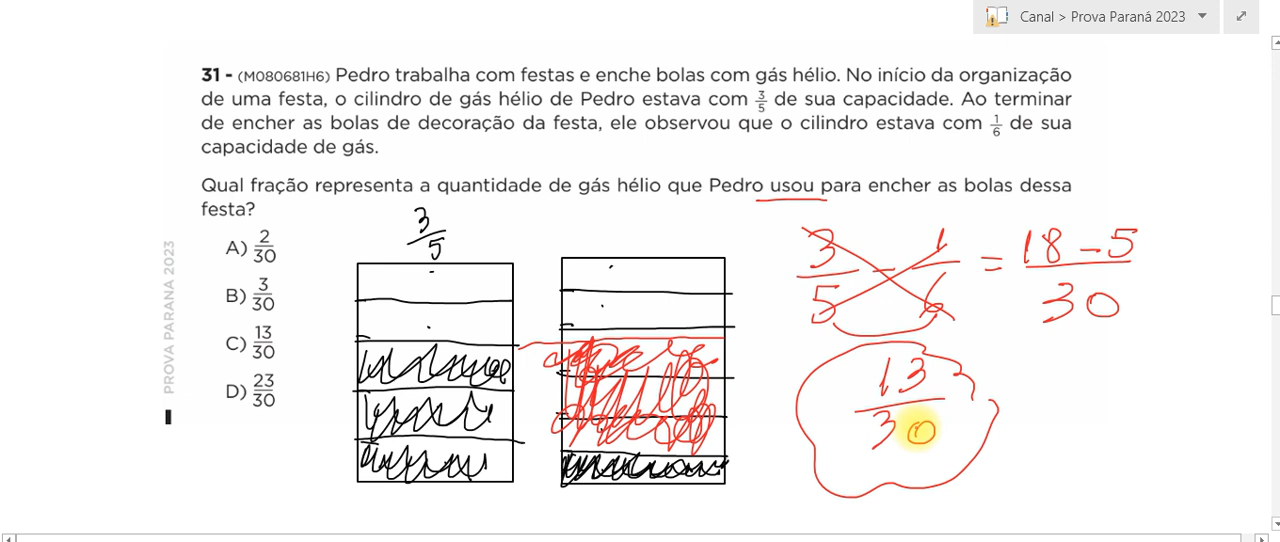 Canal > Prova Paraná 2023
31 - (M080681H6) Pedro trabalha com festas e enche bolas com gás hélio. No início da organização
de uma festa, o cilindro de gás hélio de Pedro estava com 3/5 de sua capacidade. Ao terminar
de encher as bolas de decoração da festa, ele observou que o cilindro estava com 1/6 de sua
capacidade de gás.
Qual fração representa a quantidade de gás hélio que Pedro usou para encher as bolas dessa
festa?
A) 2/30
B) 3/30
C) 13/30
D) 23/30
PROVA PARANÁ 2023
3/5
3/5 - 1/6 = 18 - 5/30
13/30